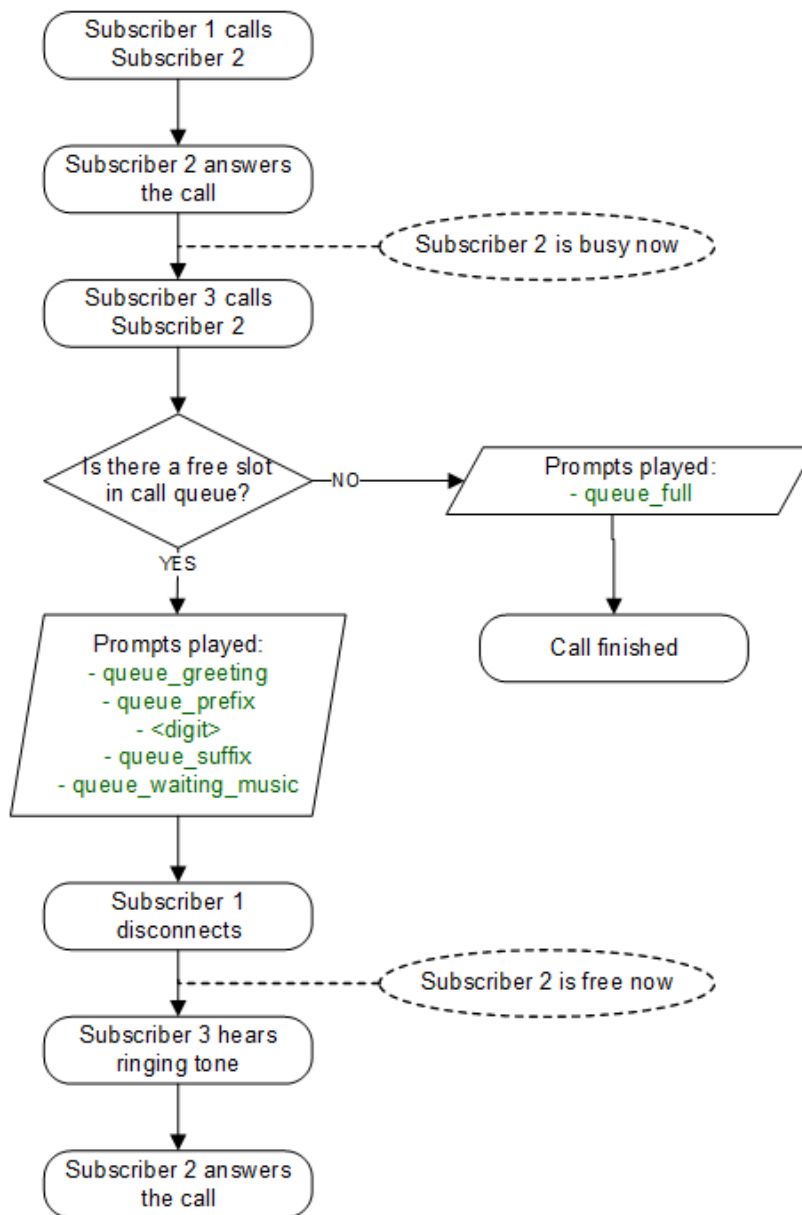 Subscriber 1 calls
Subscriber 2
Subscriber 2 answers
the call
Subscriber 2 is busy now
Subscriber 3 calls
Subscriber 2
Is there a free slot
in call queue?
NO
Prompts played:
- queue_full
YES
Call finished
Prompts played:
- queue_greeting
- queue_prefix
- <digit>
- queue_suffix
- queue_waiting_music
Subscriber 1
disconnects
Subscriber 2 is free now
Subscriber 3 hears
ringing tone
Subscriber 2 answers
the call